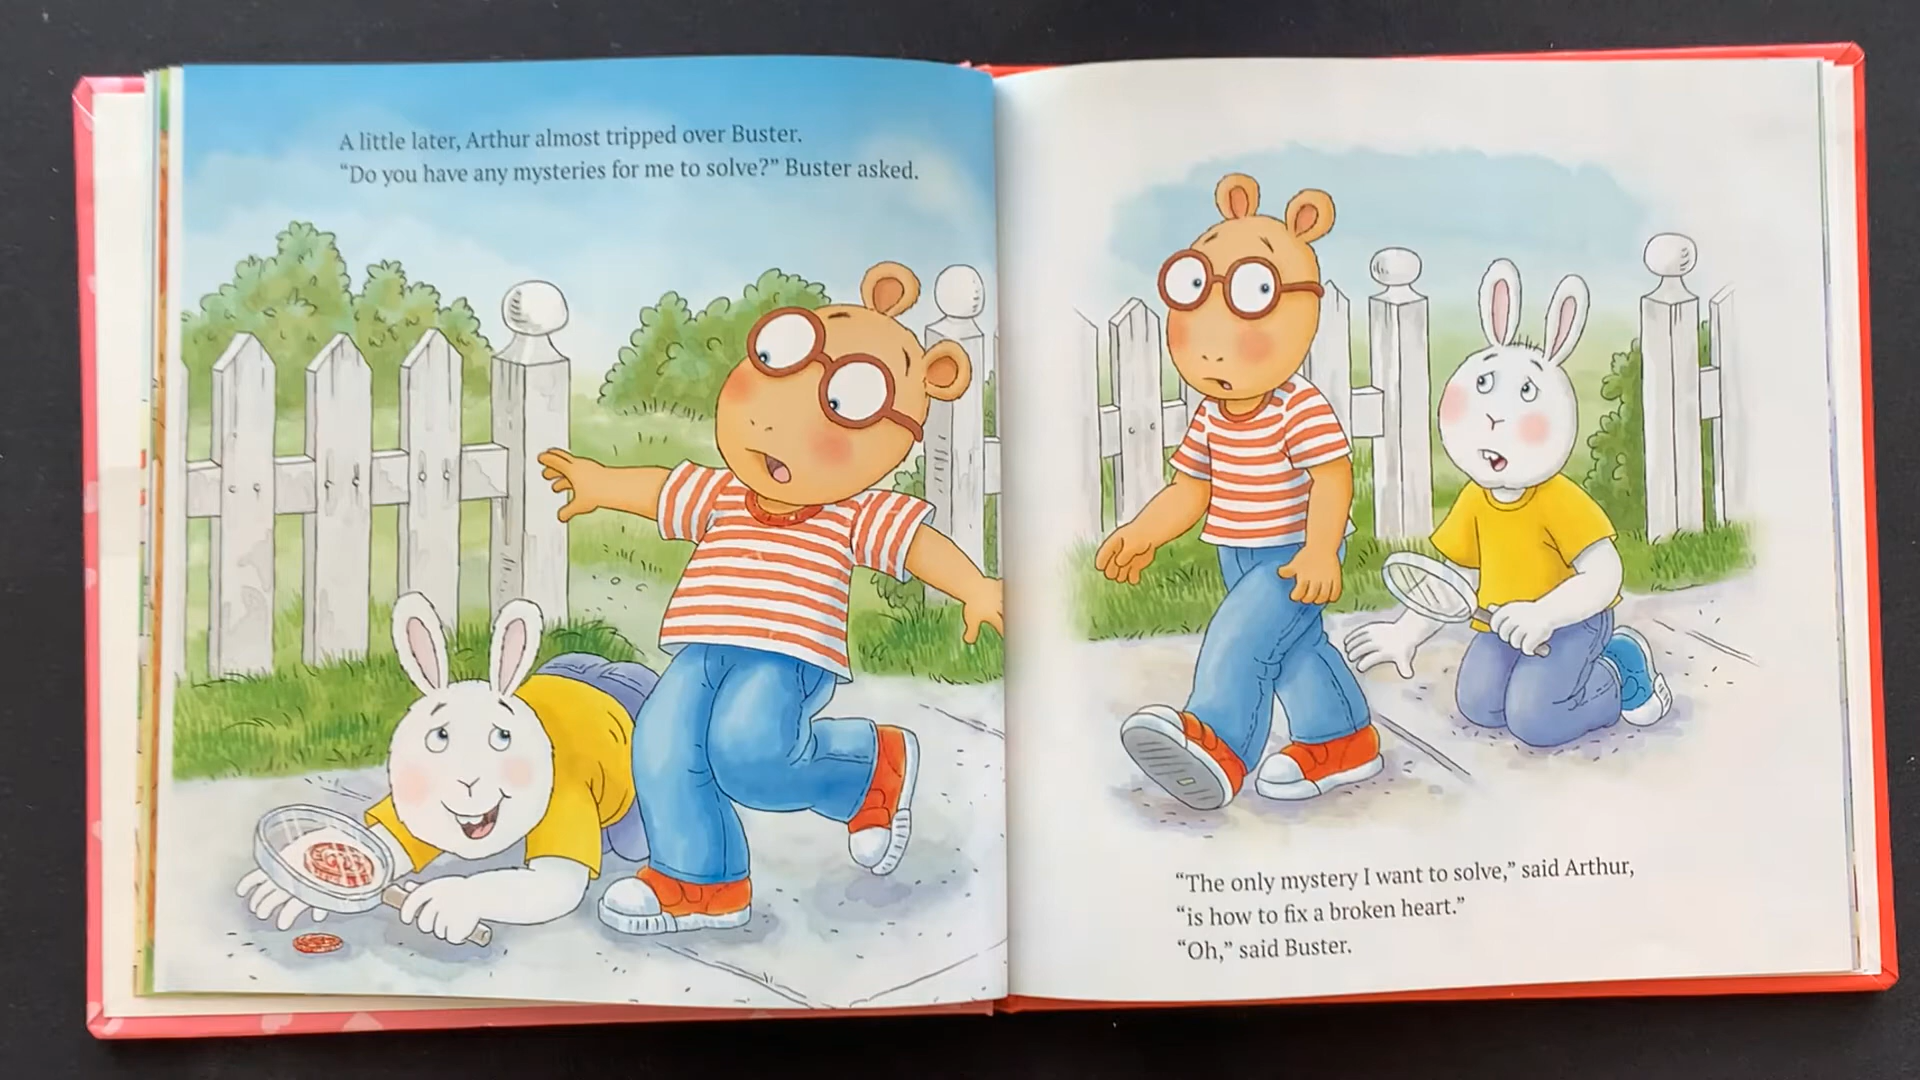 A little later, Arthur almost tripped over Buster.
“Do you have any mysteries for me to solve?” Buster asked.
“The only mystery I want to solve,” said Arthur,
“is how to fix a broken heart.”
“Oh,” said Buster.